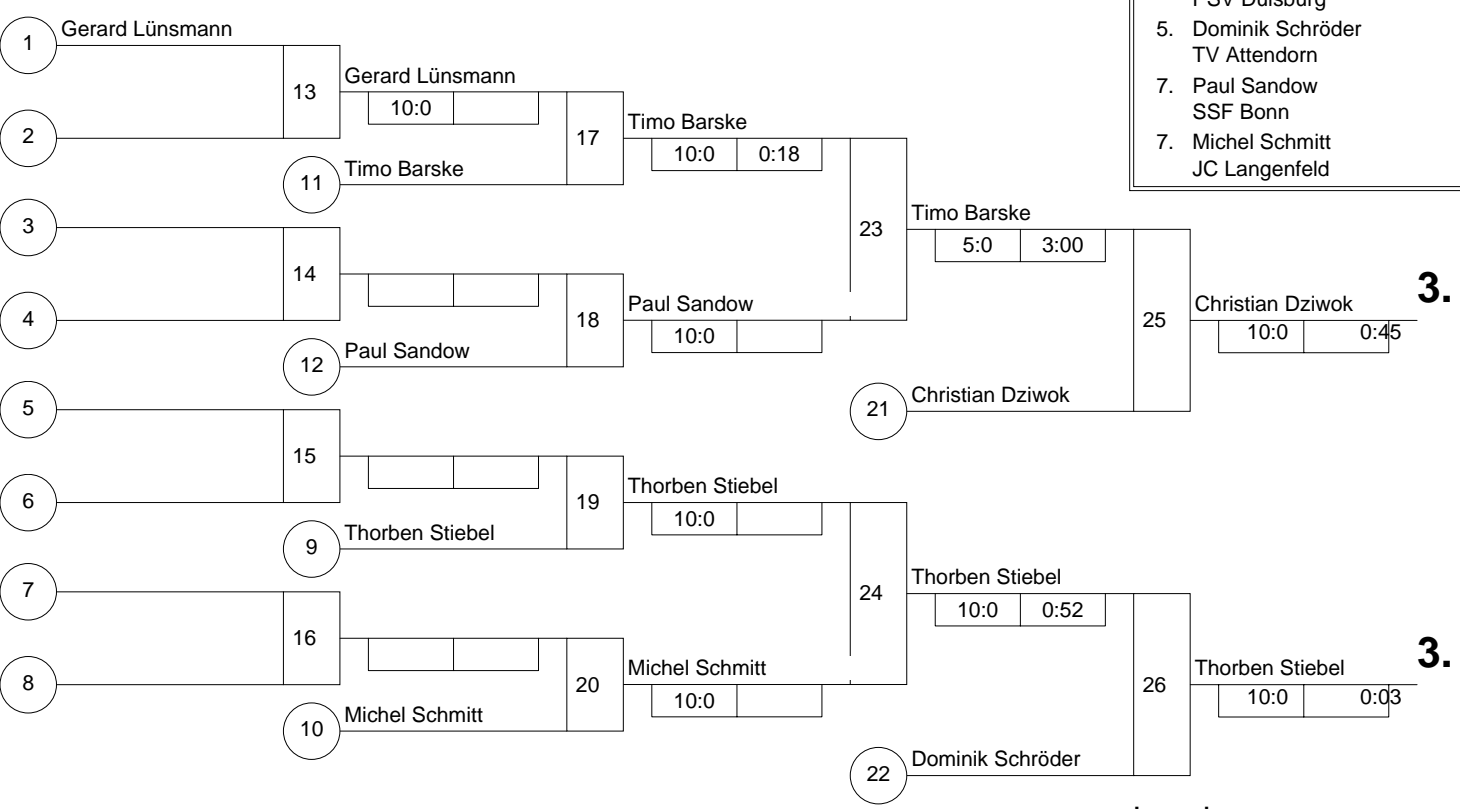 PSV Duisburg
5. Dominik Schröder
TV Attendorn
7. Paul Sandow
SSF Bonn
7. Michel Schmitt
JC Langenfeld
1 Gerard Lünsmann
13
Gerard Lünsmann
10:0
2
17
Timo Barske
10:0 0:18
11 Timo Barske
3
23
Timo Barske
5:0 3:00
14
4
18
Paul Sandow
10:0
12 Paul Sandow
25
Christian Dziwok 3.
10:0 0:45
21 Christian Dziwok
5
15
6
19
Thorben Stiebel
10:0
9 Thorben Stiebel
7
24
Thorben Stiebel
10:0 0:52
16
8
20
Michel Schmitt
10:0
10 Michel Schmitt
26
Thorben Stiebel 3.
10:0 0:03
22 Dominik Schröder